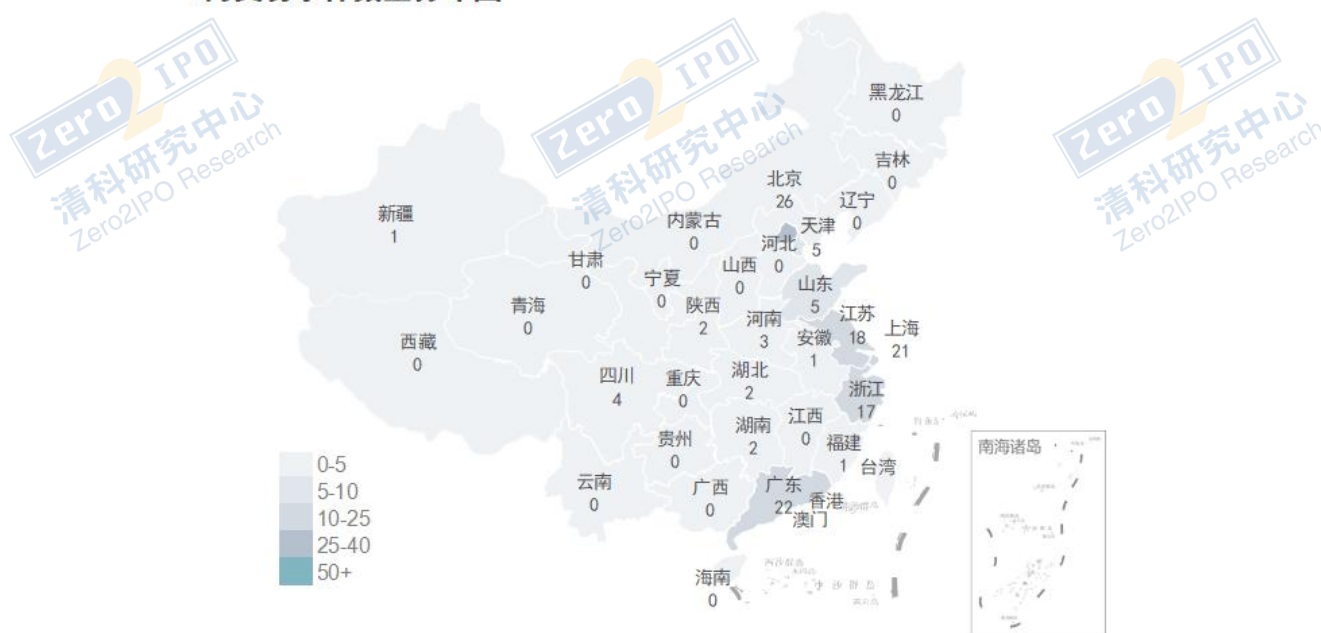 Zero2IPO
清科研究中心
Zero2IPO Research
Zero2IPO
清科研究中心
Zero2IPO Research
Zero2IPO
清科研究中心
Zero2IPO Research
黑龙江
0
吉林
0
辽宁
0
北京
26
天津
5
河北
0
内蒙古
0
新疆
1
甘肃
0
宁夏
0
山西
0
山东
5
青海
0
陕西
2
河南
3
江苏
18
安徽
1
上海
21
西藏
0
四川
4
重庆
0
湖北
2
浙江
17
湖南
2
江西
0
贵州
0
福建
1
台湾
云南
0
广西
0
广东
22
香港
澳门
海南
0
南海诸岛
0-5
5-10
10-25
25-40
50+